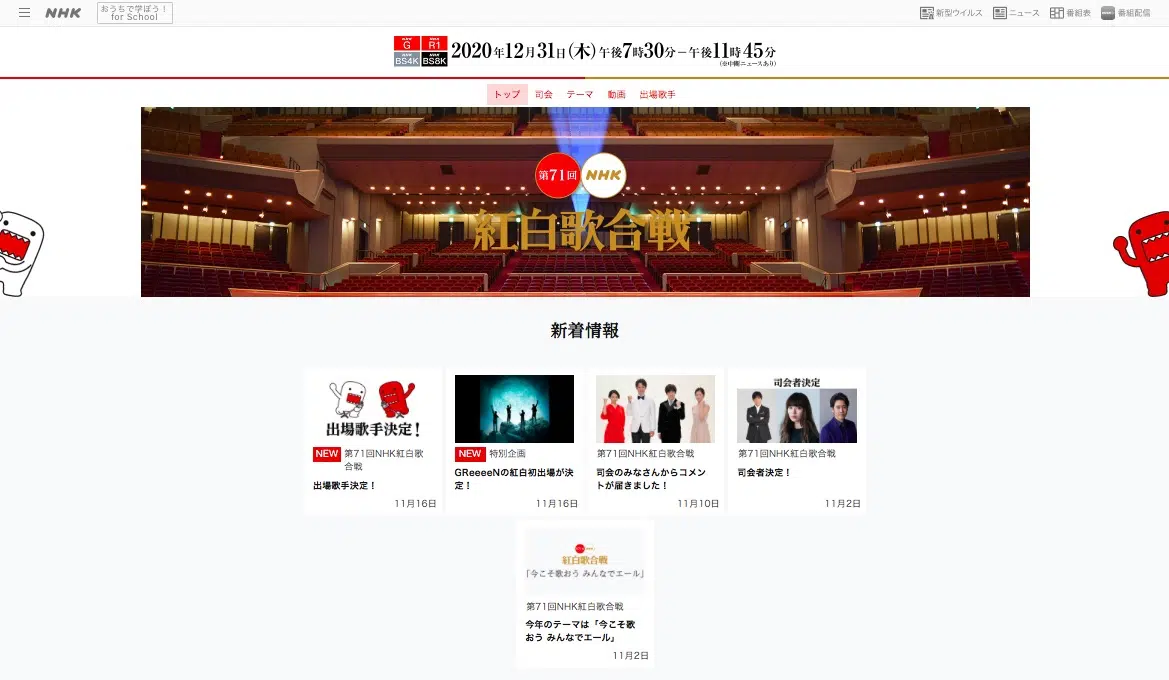 NHK
おうちで学ぼう！
for School
新型ウイルス
ニュース
番組表
番組配信
NHK G NHK R1
NHK BS4K NHK BS8K
2020年12月31日(木)午後7時30分－午後11時45分
(※中断ニュースあり)
トップ 司会 テーマ 動画 出場歌手
第71回 NHK
紅白歌合戦
新着情報
出場歌手決定！
NEW 第71回NHK紅白歌
合戦
出場歌手決定！
11月16日
NEW 特別企画
GReeeeNの紅白初出場が決
定！
11月16日
第71回NHK紅白歌合戦
司会のみなさんからコメン
トが届きました！
11月10日
司会者決定
第71回NHK紅白歌合戦
司会者決定！
11月2日
紅白歌合戦
「今こそ歌おう みんなでエール」
第71回NHK紅白歌合戦
今年のテーマは「今こそ歌
おう みんなでエール」
11月2日